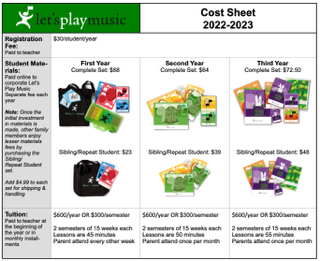 let'splaymusic
Cost Sheet
2022-2023
Registration
Fee:
Paid to teacher
$30/student/year
Student Mate-
rials:
Paid online to
corporate Let's
Play Music
Separate fee each
year
Note: Once the
initial investment
in materials is
made, other family
members enjoy
lesser materials
fees by
purchasing the
Sibling/
Repeat Student
set.
Add $4.99 to each
set for shipping &
handling
First Year
Complete Set: $88
Sibling/Repeat Student: $23
Second Year
Complete Set: $64
Sibling/Repeat Student: $39
Third Year
Complete Set: $72.50
Sibling/Repeat Student: $48
Tuition:
Paid to teacher at
the beginning of
the year or in
monthly install-
ments
$600/year OR $300/semester
2 semesters of 15 weeks each
Lessons are 45 minutes
Parent attend every other week
$600/year OR $300/semester
2 semesters of 15 weeks each
Lessons are 50 minutes
Parent attend once per month
$600/year OR $300/semester
2 semesters of 15 weeks each
Lessons are 55 minutes
Parents attend once per month